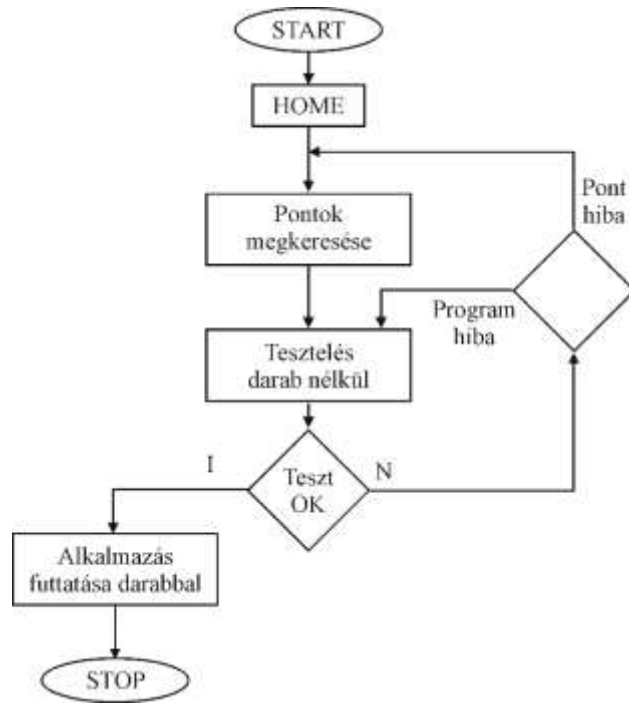 START
HOME
Pont
hiba
Pontok
megkeresése
Program
hiba
Tesztelés
darab nélkül
I
Teszt
OK
N
Alkalmazás
futtatása darabbal
STOP